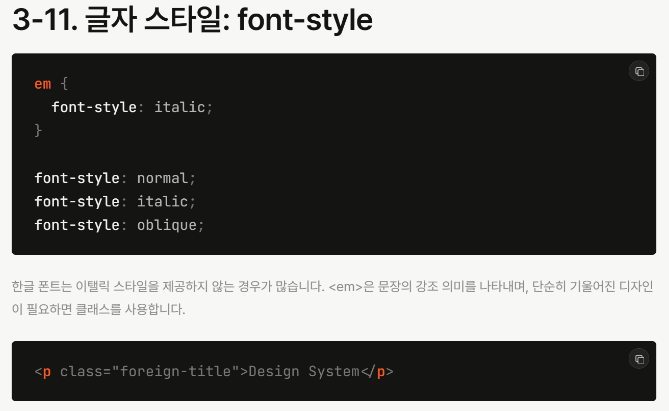 3-11. 글자 스타일: font-style
em {
  font-style: italic;
}
font-style: normal;
font-style: italic;
font-style: oblique;
한글 폰트는 이탤릭 스타일을 제공하지 않는 경우가 많습니다. <em>은 문장의 강조 의미를 나타내며, 단순히 기울어진 디자인
이 필요하면 클래스를 사용합니다.
<p class="foreign-title">Design System</p>